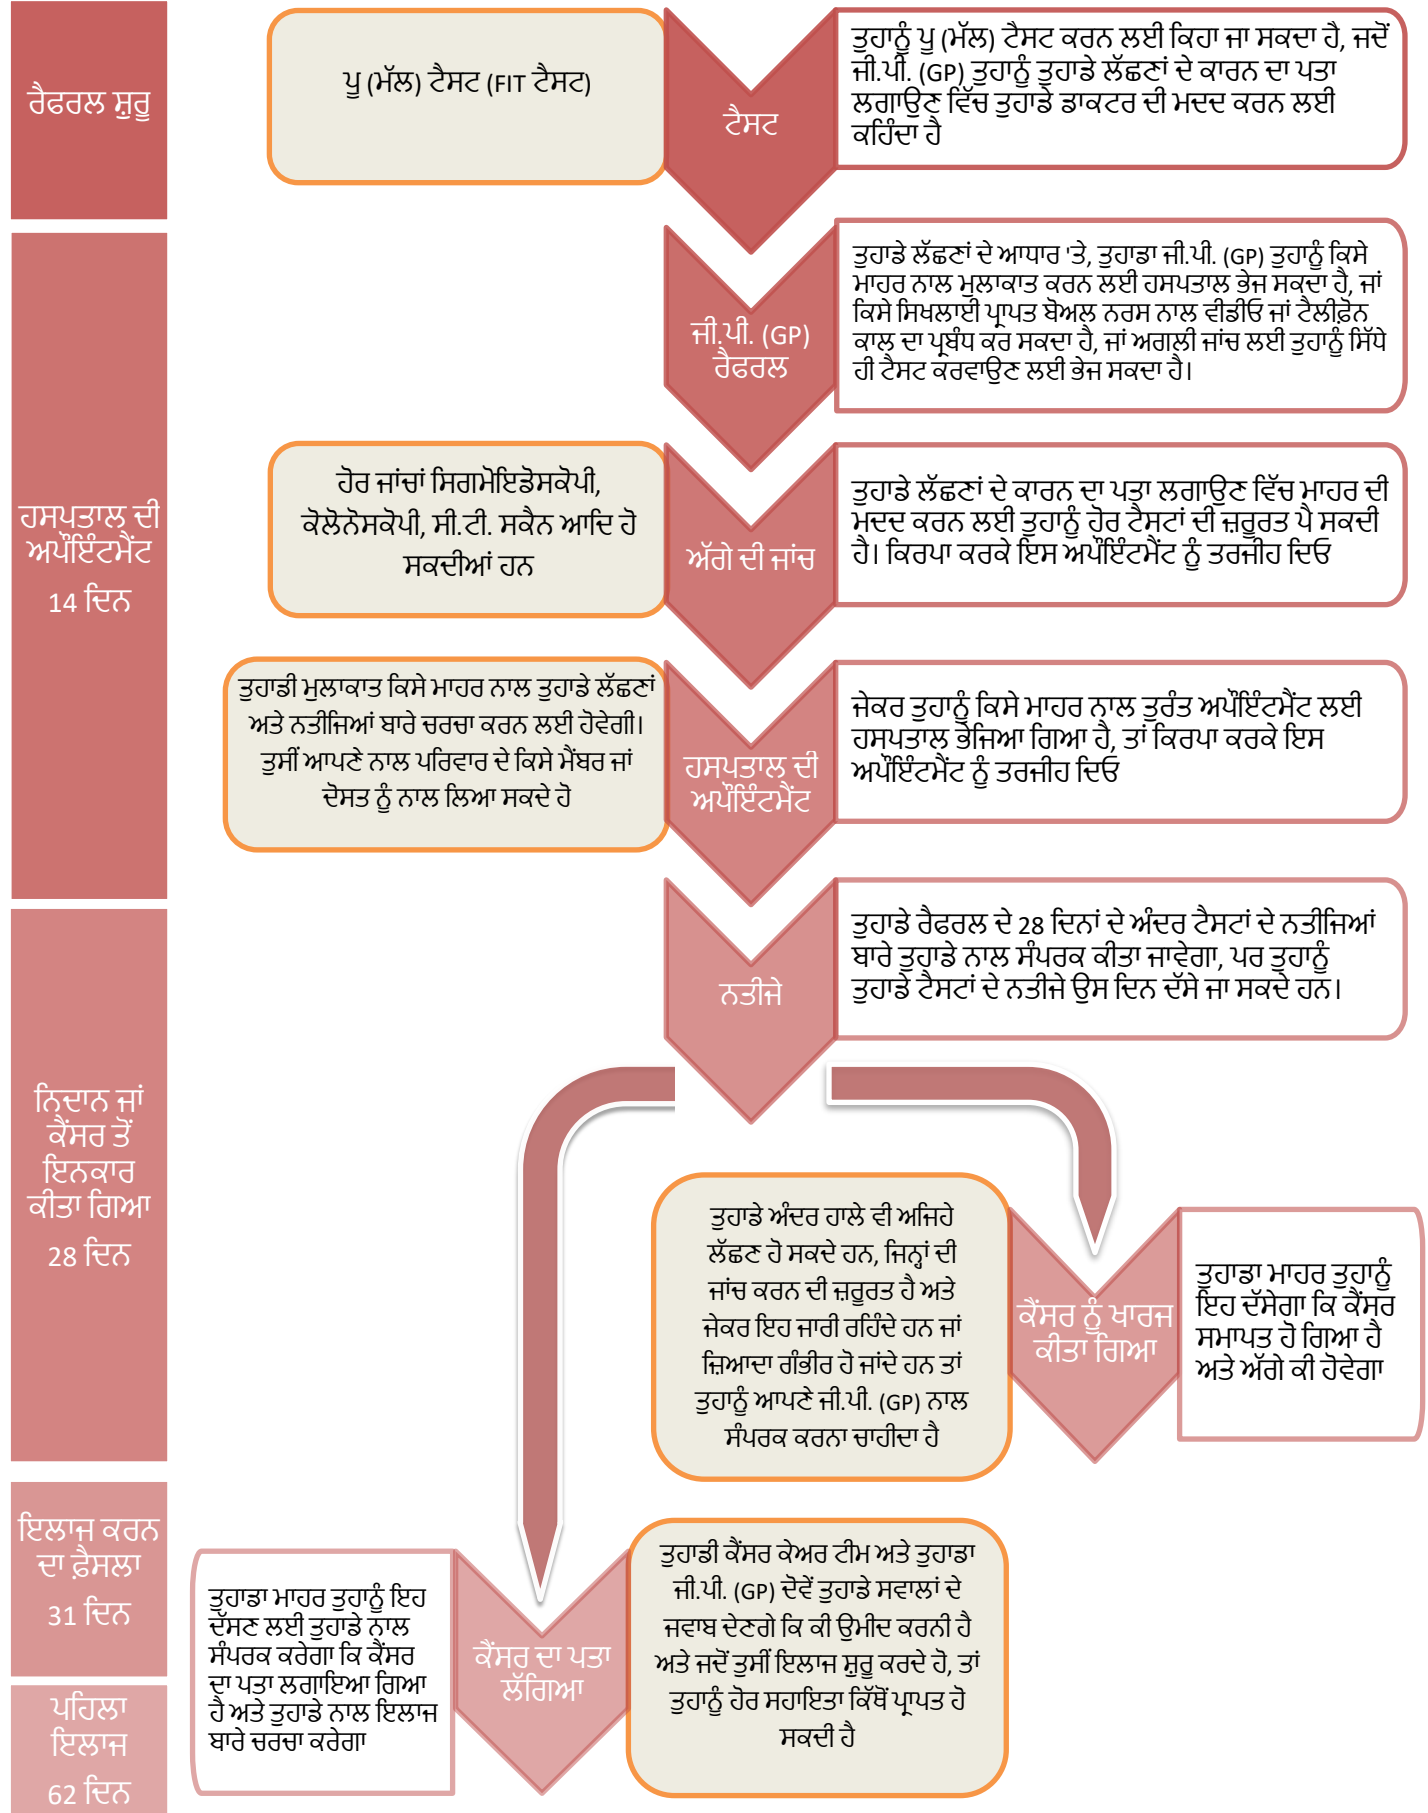 ਰੈਫਰਲ ਸ਼ੁਰੂ
ਪੂ (ਮੱਲ) ਟੈਸਟ (FIT ਟੈਸਟ)
ਟੈਸਟ
ਤੁਹਾਨੂੰ ਪੂ (ਮੱਲ) ਟੈਸਟ ਕਰਨ ਲਈ ਕਿਹਾ ਜਾ ਸਕਦਾ ਹੈ, ਜਦੋਂ
ਜੀ.ਪੀ. (GP) ਤੁਹਾਨੂੰ ਤੁਹਾਡੇ ਲੱਛਣਾਂ ਦੇ ਕਾਰਨ ਦਾ ਪਤਾ
ਲਗਾਉਣ ਵਿੱਚ ਤੁਹਾਡੇ ਡਾਕਟਰ ਦੀ ਮਦਦ ਕਰਨ ਲਈ
ਕਹਿੰਦਾ ਹੈ
ਹਸਪਤਾਲ ਦੀ
ਅਪੌਇੰਟਮੈਂਟ
14 ਦਿਨ
ਜੀ.ਪੀ. (GP)
ਰੈਫਰਲ
ਤੁਹਾਡੇ ਲੱਛਣਾਂ ਦੇ ਆਧਾਰ 'ਤੇ, ਤੁਹਾਡਾ ਜੀ.ਪੀ. (GP) ਤੁਹਾਨੂੰ ਕਿਸੇ
ਮਾਹਰ ਨਾਲ ਮੁਲਾਕਾਤ ਕਰਨ ਲਈ ਹਸਪਤਾਲ ਭੇਜ ਸਕਦਾ ਹੈ, ਜਾਂ
ਕਿਸੇ ਸਿਖਲਾਈ ਪ੍ਰਾਪਤ ਬੋਅਲ ਨਰਸ ਨਾਲ ਵੀਡੀਓ ਜਾਂ ਟੈਲੀਫ਼ੋਨ
ਕਾਲ ਦਾ ਪ੍ਰਬੰਧ ਕਰ ਸਕਦਾ ਹੈ, ਜਾਂ ਅਗਲੀ ਜਾਂਚ ਲਈ ਤੁਹਾਨੂੰ ਸਿੱਧੇ
ਹੀ ਟੈਸਟ ਕਰਵਾਉਣ ਲਈ ਭੇਜ ਸਕਦਾ ਹੈ।
ਹੋਰ ਜਾਂਚਾਂ ਸਿਗਮੋਇਡੋਸਕੋਪੀ,
ਕੋਲੋਨੋਸਕੋਪੀ, ਸੀ.ਟੀ. ਸਕੈਨ ਆਦਿ ਹੋ
ਸਕਦੀਆਂ ਹਨ
ਅੱਗੇ ਦੀ ਜਾਂਚ
ਤੁਹਾਡੇ ਲੱਛਣਾਂ ਦੇ ਕਾਰਨ ਦਾ ਪਤਾ ਲਗਾਉਣ ਵਿੱਚ ਮਾਹਰ ਦੀ
ਮਦਦ ਕਰਨ ਲਈ ਤੁਹਾਨੂੰ ਹੋਰ ਟੈਸਟਾਂ ਦੀ ਜ਼ਰੂਰਤ ਪੈ ਸਕਦੀ
ਹੈ। ਕਿਰਪਾ ਕਰਕੇ ਇਸ ਅਪੌਇੰਟਮੈਂਟ ਨੂੰ ਤਰਜੀਹ ਦਿਓ
ਤੁਹਾਡੀ ਮੁਲਾਕਾਤ ਕਿਸੇ ਮਾਹਰ ਨਾਲ ਤੁਹਾਡੇ ਲੱਛਣਾਂ
ਅਤੇ ਨਤੀਜਿਆਂ ਬਾਰੇ ਚਰਚਾ ਕਰਨ ਲਈ ਹੋਵੇਗੀ।
ਤੁਸੀਂ ਆਪਣੇ ਨਾਲ ਪਰਿਵਾਰ ਦੇ ਕਿਸੇ ਮੈਂਬਰ ਜਾਂ
ਦੋਸਤ ਨੂੰ ਨਾਲ ਲਿਆ ਸਕਦੇ ਹੋ
ਹਸਪਤਾਲ ਦੀ
ਅਪੌਇੰਟਮੈਂਟ
ਜੇਕਰ ਤੁਹਾਨੂੰ ਕਿਸੇ ਮਾਹਰ ਨਾਲ ਤੁਰੰਤ ਅਪੌਇੰਟਮੈਂਟ ਲਈ
ਹਸਪਤਾਲ ਭੇਜਿਆ ਗਿਆ ਹੈ, ਤਾਂ ਕਿਰਪਾ ਕਰਕੇ ਇਸ
ਅਪੌਇੰਟਮੈਂਟ ਨੂੰ ਤਰਜੀਹ ਦਿਓ
ਨਤੀਜੇ
ਤੁਹਾਡੇ ਰੈਫਰਲ ਦੇ 28 ਦਿਨਾਂ ਦੇ ਅੰਦਰ ਟੈਸਟਾਂ ਦੇ ਨਤੀਜਿਆਂ
ਬਾਰੇ ਤੁਹਾਡੇ ਨਾਲ ਸੰਪਰਕ ਕੀਤਾ ਜਾਵੇਗਾ, ਪਰ ਤੁਹਾਨੂੰ
ਤੁਹਾਡੇ ਟੈਸਟਾਂ ਦੇ ਨਤੀਜੇ ਉਸ ਦਿਨ ਦੱਸੇ ਜਾ ਸਕਦੇ ਹਨ।
ਨਿਦਾਨ ਜਾਂ
ਕੈਂਸਰ ਤੋਂ
ਇਨਕਾਰ
ਕੀਤਾ ਗਿਆ
28 ਦਿਨ
ਤੁਹਾਡੇ ਅੰਦਰ ਹਾਲੇ ਵੀ ਅਜਿਹੇ
ਲੱਛਣ ਹੋ ਸਕਦੇ ਹਨ, ਜਿਨ੍ਹਾਂ ਦੀ
ਜਾਂਚ ਕਰਨ ਦੀ ਜ਼ਰੂਰਤ ਹੈ ਅਤੇ
ਜੇਕਰ ਇਹ ਜਾਰੀ ਰਹਿੰਦੇ ਹਨ ਜਾਂ
ਜ਼ਿਆਦਾ ਗੰਭੀਰ ਹੋ ਜਾਂਦੇ ਹਨ ਤਾਂ
ਤੁਹਾਨੂੰ ਆਪਣੇ ਜੀ.ਪੀ. (GP) ਨਾਲ
ਸੰਪਰਕ ਕਰਨਾ ਚਾਹੀਦਾ ਹੈ
ਕੈਂਸਰ ਨੂੰ ਖਾਰਜ
ਕੀਤਾ ਗਿਆ
ਤੁਹਾਡਾ ਮਾਹਰ ਤੁਹਾਨੂੰ
ਇਹ ਦੱਸੇਗਾ ਕਿ ਕੈਂਸਰ
ਸਮਾਪਤ ਹੋ ਗਿਆ ਹੈ
ਅਤੇ ਅੱਗੇ ਕੀ ਹੋਵੇਗਾ
ਇਲਾਜ ਕਰਨ
ਦਾ ਫ਼ੈਸਲਾ
31 ਦਿਨ
ਪਹਿਲਾ
ਇਲਾਜ
62 ਦਿਨ
ਤੁਹਾਡਾ ਮਾਹਰ ਤੁਹਾਨੂੰ ਇਹ
ਦੱਸਣ ਲਈ ਤੁਹਾਡੇ ਨਾਲ
ਸੰਪਰਕ ਕਰੇਗਾ ਕਿ ਕੈਂਸਰ
ਦਾ ਪਤਾ ਲਗਾਇਆ ਗਿਆ
ਹੈ ਅਤੇ ਤੁਹਾਡੇ ਨਾਲ ਇਲਾਜ
ਬਾਰੇ ਚਰਚਾ ਕਰੇਗਾ
ਕੈਂਸਰ ਦਾ ਪਤਾ
ਲੱਗਿਆ
ਤੁਹਾਡੀ ਕੈਂਸਰ ਕੇਅਰ ਟੀਮ ਅਤੇ ਤੁਹਾਡਾ
ਜੀ.ਪੀ. (GP) ਦੋਵੇਂ ਤੁਹਾਡੇ ਸਵਾਲਾਂ ਦੇ
ਜਵਾਬ ਦੇਣਗੇ ਕਿ ਕੀ ਉਮੀਦ ਕਰਨੀ ਹੈ
ਅਤੇ ਜਦੋਂ ਤੁਸੀਂ ਇਲਾਜ ਸ਼ੁਰੂ ਕਰਦੇ ਹੋ, ਤਾਂ
ਤੁਹਾਨੂੰ ਹੋਰ ਸਹਾਇਤਾ ਕਿੱਥੋਂ ਪ੍ਰਾਪਤ ਹੋ
ਸਕਦੀ ਹੈ